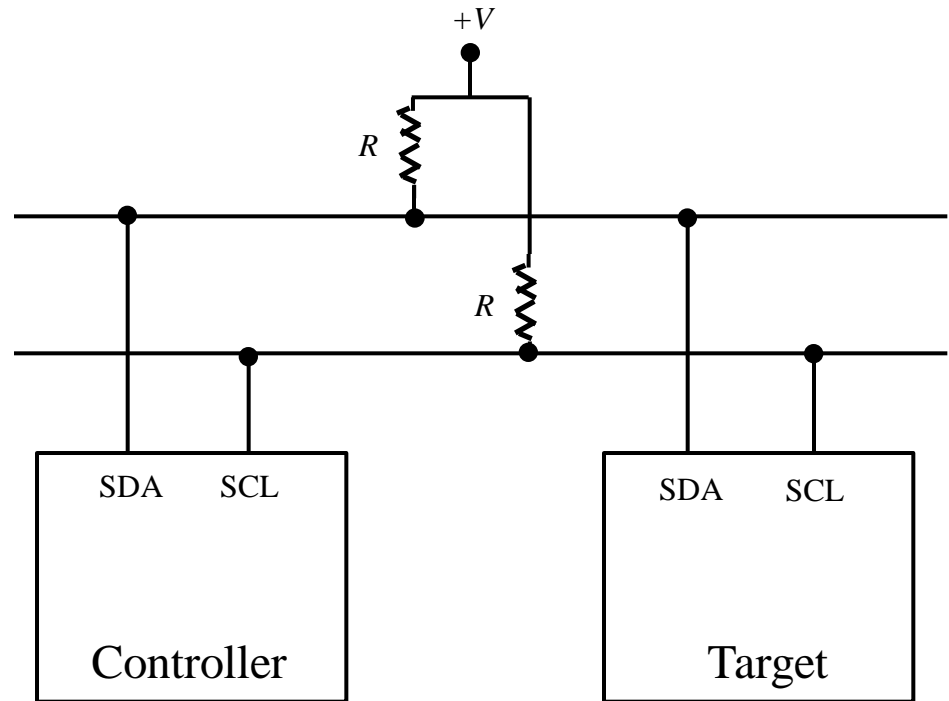 +V
R
R
SDA SCL
SDA SCL
Controller
Target